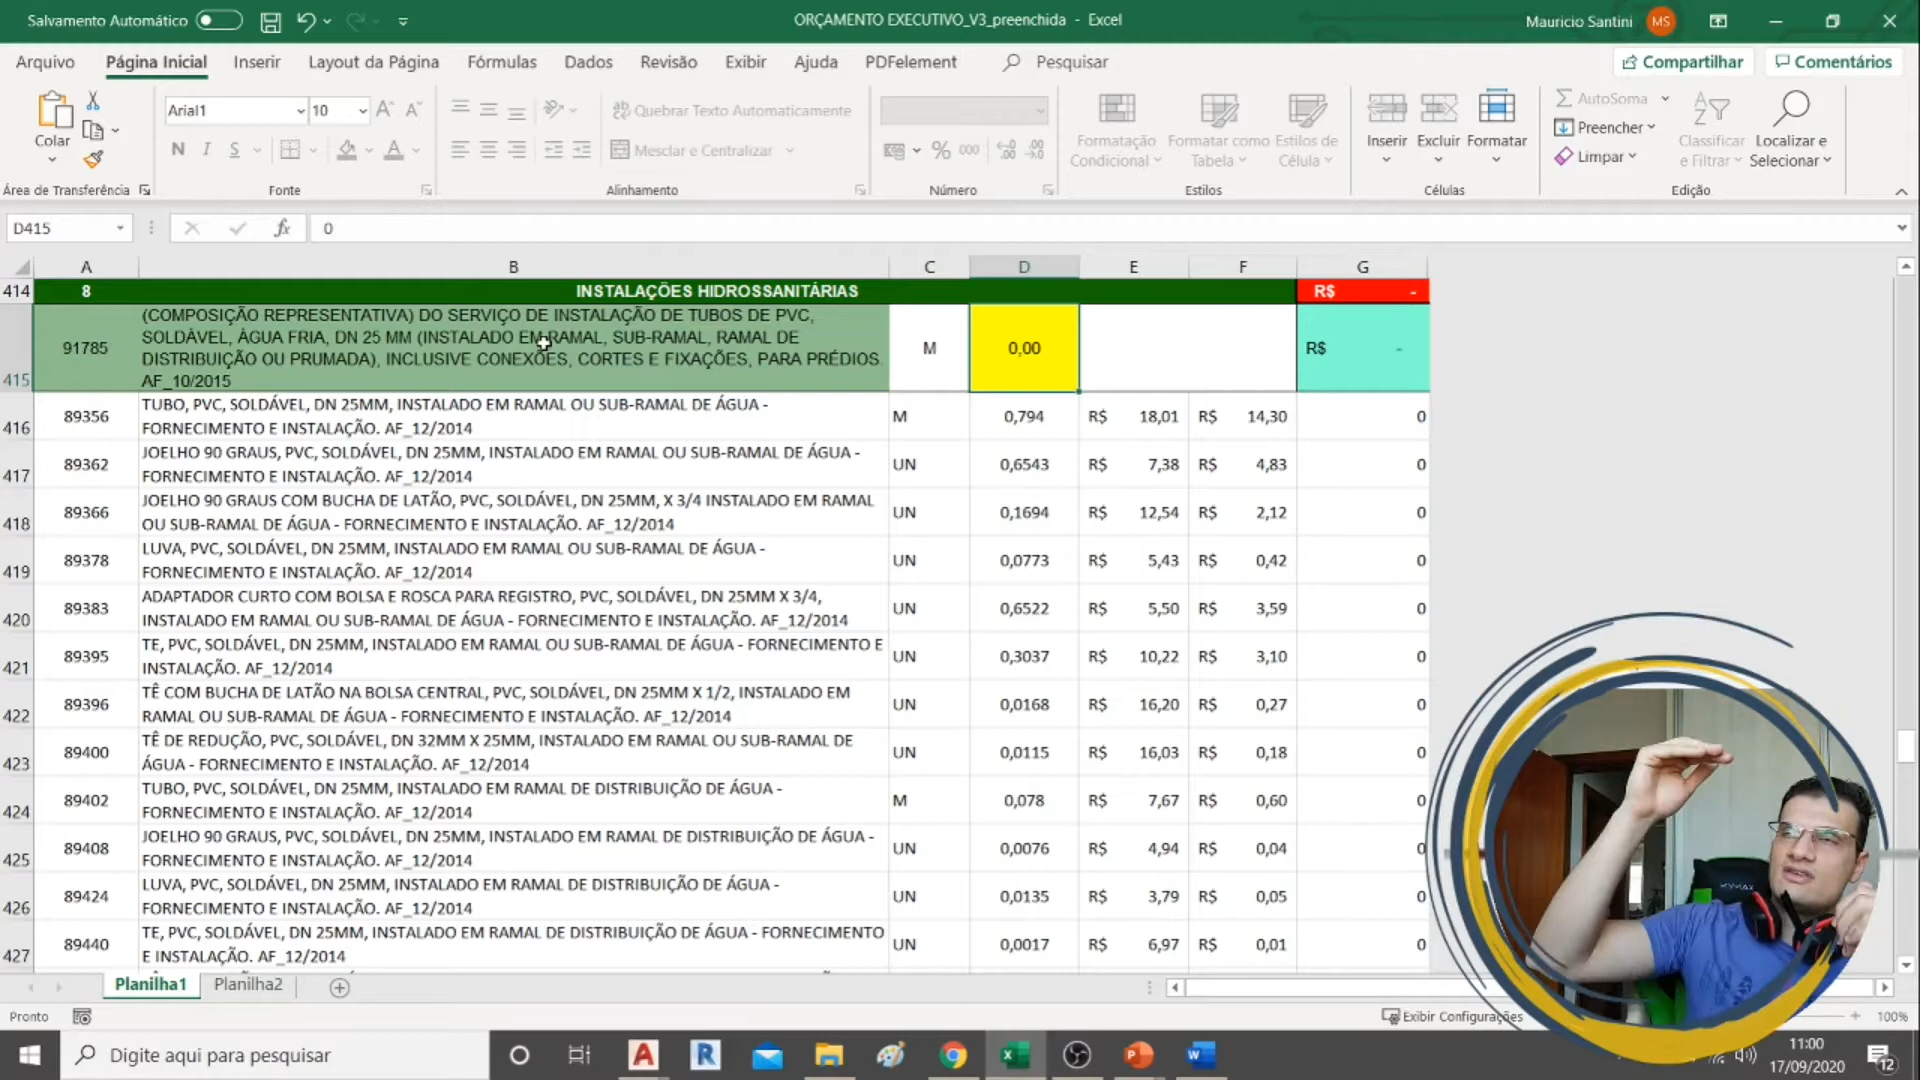 Salvamento Automático
ORÇAMENTO EXECUTIVO_V3_preenchida - Excel
Mauricio Santini
MS
Arquivo
Página Inicial
Inserir
Layout da Página
Fórmulas
Dados
Revisão
Exibir
Ajuda
PDFelement
Pesquisar
Compartilhar
Comentários
Colar
Arial1
10
Quebrar Texto Automaticamente
Mesclar e Centralizar
Formatação Condicional
Formatar como Tabela
Estilos de Célula
Inserir
Excluir
Formatar
AutoSoma
Preencher
Limpar
Classificar e Filtrar
Localizar e Selecionar
Área de Transferência
Fonte
Alinhamento
Número
Estilos
Células
Edição
D415
fx
0
A B C D E F G
414 8 INSTALAÇÕES HIDROSSANITÁRIAS R$ -
415 91785 (COMPOSIÇÃO REPRESENTATIVA) DO SERVIÇO DE INSTALAÇÃO DE TUBOS DE PVC,
SOLDÁVEL, ÁGUA FRIA, DN 25 MM (INSTALADO EM RAMAL, SUB-RAMAL, RAMAL DE
DISTRIBUIÇÃO OU PRUMADA), INCLUSIVE CONEXÕES, CORTES E FIXAÇÕES, PARA PRÉDIOS.
AF_10/2015 M 0,00 R$ -
416 89356 TUBO, PVC, SOLDÁVEL, DN 25MM, INSTALADO EM RAMAL OU SUB-RAMAL DE ÁGUA -
FORNECIMENTO E INSTALAÇÃO. AF_12/2014 M 0,794 R$ 18,01 R$ 14,30 0
417 89362 JOELHO 90 GRAUS, PVC, SOLDÁVEL, DN 25MM, INSTALADO EM RAMAL OU SUB-RAMAL DE ÁGUA -
FORNECIMENTO E INSTALAÇÃO. AF_12/2014 UN 0,6543 R$ 7,38 R$ 4,83 0
418 89366 JOELHO 90 GRAUS COM BUCHA DE LATÃO, PVC, SOLDÁVEL, DN 25MM, X 3/4 INSTALADO EM RAMAL
OU SUB-RAMAL DE ÁGUA - FORNECIMENTO E INSTALAÇÃO. AF_12/2014 UN 0,1694 R$ 12,54 R$ 2,12 0
419 89378 LUVA, PVC, SOLDÁVEL, DN 25MM, INSTALADO EM RAMAL OU SUB-RAMAL DE ÁGUA -
FORNECIMENTO E INSTALAÇÃO. AF_12/2014 UN 0,0773 R$ 5,43 R$ 0,42 0
420 89383 ADAPTADOR CURTO COM BOLSA E ROSCA PARA REGISTRO, PVC, SOLDÁVEL, DN 25MM X 3/4,
INSTALADO EM RAMAL OU SUB-RAMAL DE ÁGUA - FORNECIMENTO E INSTALAÇÃO. AF_12/2014 UN 0,6522 R$ 5,50 R$ 3,59 0
421 89395 TE, PVC, SOLDÁVEL, DN 25MM, INSTALADO EM RAMAL OU SUB-RAMAL DE ÁGUA - FORNECIMENTO E
INSTALAÇÃO. AF_12/2014 UN 0,3037 R$ 10,22 R$ 3,10 0
422 89396 TÊ COM BUCHA DE LATÃO NA BOLSA CENTRAL, PVC, SOLDÁVEL, DN 25MM X 1/2, INSTALADO EM
RAMAL OU SUB-RAMAL DE ÁGUA - FORNECIMENTO E INSTALAÇÃO. AF_12/2014 UN 0,0168 R$ 16,20 R$ 0,27 0
423 89400 TÊ DE REDUÇÃO, PVC, SOLDÁVEL, DN 32MM X 25MM, INSTALADO EM RAMAL OU SUB-RAMAL DE
ÁGUA - FORNECIMENTO E INSTALAÇÃO. AF_12/2014 UN 0,0115 R$ 16,03 R$ 0,18 0
424 89402 TUBO, PVC, SOLDÁVEL, DN 25MM, INSTALADO EM RAMAL DE DISTRIBUIÇÃO DE ÁGUA -
FORNECIMENTO E INSTALAÇÃO. AF_12/2014 M 0,078 R$ 7,67 R$ 0,60 0
425 89408 JOELHO 90 GRAUS, PVC, SOLDÁVEL, DN 25MM, INSTALADO EM RAMAL DE DISTRIBUIÇÃO DE ÁGUA -
FORNECIMENTO E INSTALAÇÃO. AF_12/2014 UN 0,0076 R$ 4,94 R$ 0,04 0
426 89424 LUVA, PVC, SOLDÁVEL, DN 25MM, INSTALADO EM RAMAL DE DISTRIBUIÇÃO DE ÁGUA -
FORNECIMENTO E INSTALAÇÃO. AF_12/2014 UN 0,0135 R$ 3,79 R$ 0,05 0
427 89440 TE, PVC, SOLDÁVEL, DN 25MM, INSTALADO EM RAMAL DE DISTRIBUIÇÃO DE ÁGUA - FORNECIMENTO
E INSTALAÇÃO. AF_12/2014 UN 0,0017 R$ 6,97 R$ 0,01 0
Planilha1
Planilha2
Pronto
Exibir Configurações
100%
Digite aqui para pesquisar
11:00
17/09/2020
12